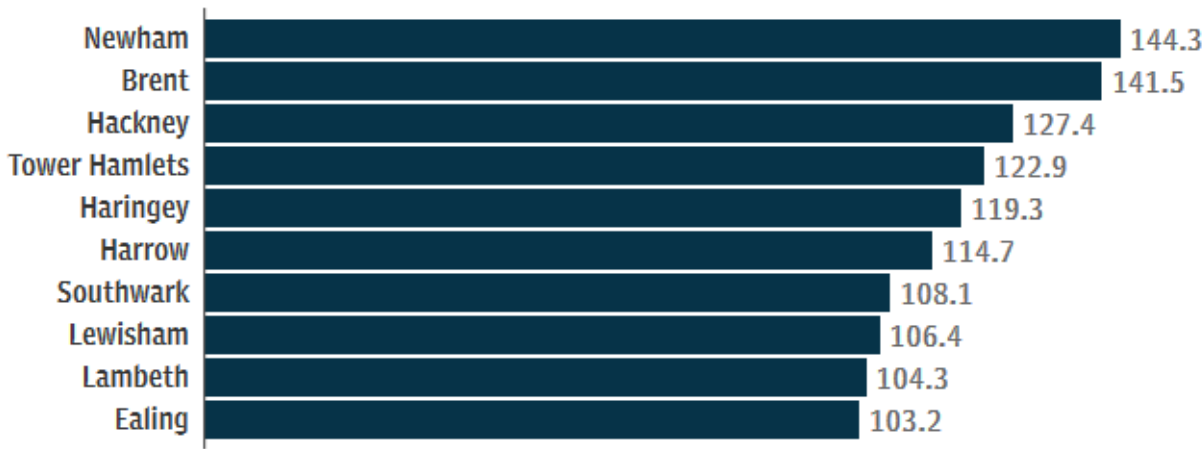 Newham 144.3
Brent 141.5
Hackney 127.4
Tower Hamlets 122.9
Haringey 119.3
Harrow 114.7
Southwark 108.1
Lewisham 106.4
Lambeth 104.3
Ealing 103.2